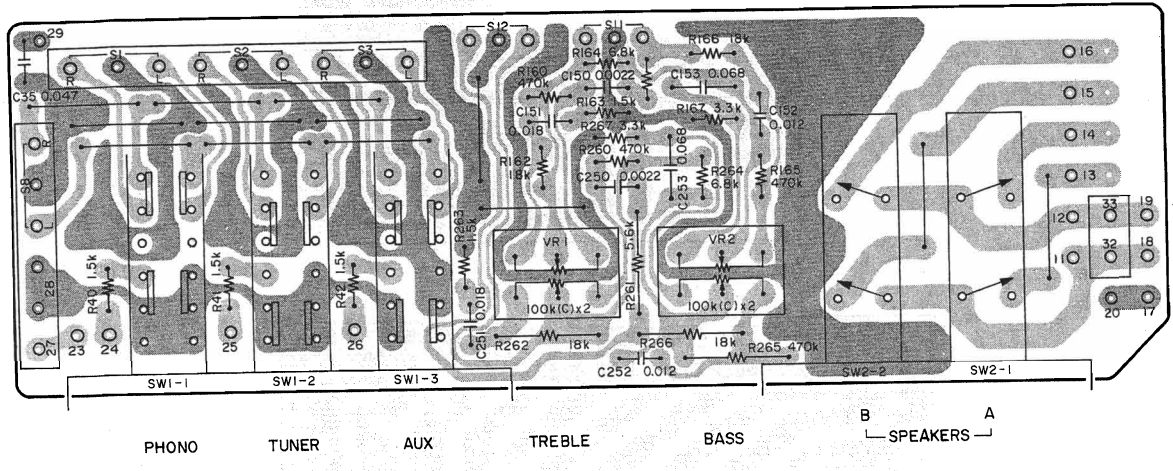 29
S1 S2 S3 S12 S11
R L R L R L
C35 0.047
R166 18k
R164 6.8k
R160 470k
C150 0.0022
C153 0.068
R163 1.5k
C151 0.018
R167 3.3k
C152 0.012
R267 3.3k
R260 470k
R162 18k
C250 0.0022
C253 0.068
R264 6.8k
R165 470k
16
15
14
13
12
11
33
32
19
18
20
17
S8
R
L
28
27
23
24
25
26
R40 1.5k
R41 1.5k
R42 1.5k
R263 1.5k
C251 0.018
VR1
100k(C)x2
R261 5.6k
VR2
100k(C)x2
R262 18k
R266 18k
R265 470k
C252 0.012
SW1-1
SW1-2
SW1-3
SW2-2
SW2-1
PHONO
TUNER
AUX
TREBLE
BASS
B A
SPEAKERS